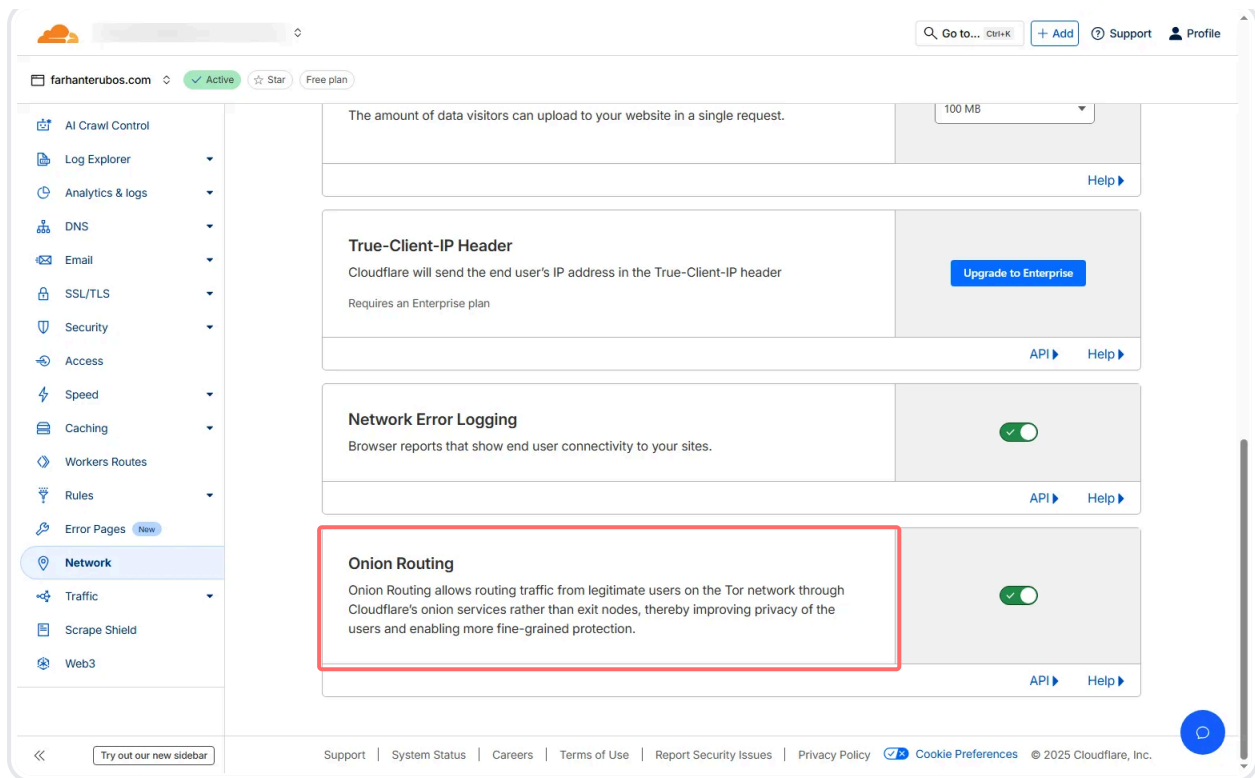 Go to... Ctrl+K
+ Add
Support
Profile
farhanterubos.com
Active
Star
Free plan
AI Crawl Control
Log Explorer
Analytics & logs
DNS
Email
SSL/TLS
Security
Access
Speed
Caching
Workers Routes
Rules
Error Pages New
Network
Traffic
Scrape Shield
Web3
Try out our new sidebar
The amount of data visitors can upload to your website in a single request.
100 MB
Help
True-Client-IP Header
Cloudflare will send the end user's IP address in the True-Client-IP header
Requires an Enterprise plan
Upgrade to Enterprise
API Help
Network Error Logging
Browser reports that show end user connectivity to your sites.
API Help
Onion Routing
Onion Routing allows routing traffic from legitimate users on the Tor network through
Cloudflare's onion services rather than exit nodes, thereby improving privacy of the
users and enabling more fine-grained protection.
API Help
Support | System Status | Careers | Terms of Use | Report Security Issues | Privacy Policy Cookie Preferences © 2025 Cloudflare, Inc.